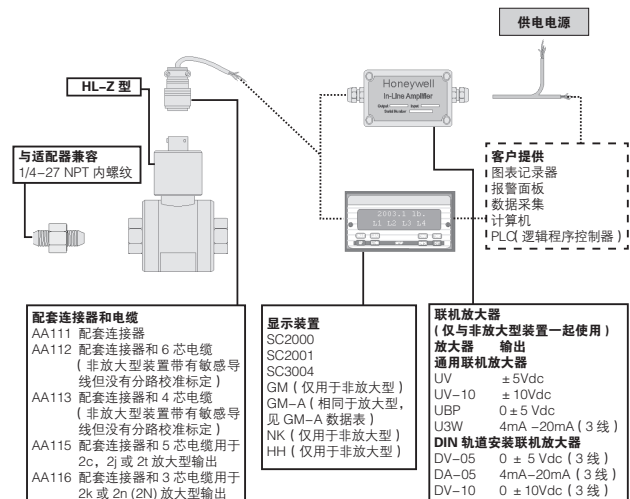 供电电源
HL–Z 型
Honeywell
In-Line Amplifier
Output
Input
Serial Number
与适配器兼容
1/4–27 NPT 内螺纹
2003.1 lb.
L1 L2 L3 L4
客户提供
图表记录器
报警面板
数据采集
计算机
PLC( 逻辑程序控制器 )
配套连接器和电缆
AA111 配套连接器
AA112 配套连接器和 6 芯电缆
( 非放大型装置带有敏感导
线但没有分路校准标定 )
AA113 配套连接器和 4 芯电缆
( 非放大型装置带有敏感导
线但没有分路校准标定 )
AA115 配套连接器和 5 芯电缆用于
2c，2j 或 2t 放大型输出
AA116 配套连接器和 3 芯电缆用于
2k 或 2n (2N) 放大型输出
显示装置
SC2000
SC2001
SC3004
GM ( 仅用于非放大型 )
GM–A ( 相同于放大型，
见 GM–A 数据表 )
NK ( 仅用于非放大型 )
HH ( 仅用于非放大型 )
联机放大器
( 仅与非放大型装置一起使用 )
放大器 输出
通用联机放大器
UV ± 5Vdc
UV–10 ± 10Vdc
UBP 0 ± 5 Vdc
U3W 4mA –20mA ( 3 线 )
DIN 轨道安装联机放大器
DV–05 0 ± 5 Vdc ( 3 线 )
DA–05 4mA–20mA ( 3 线 )
DV–10 0 ± 10Vdc ( 3 线 )